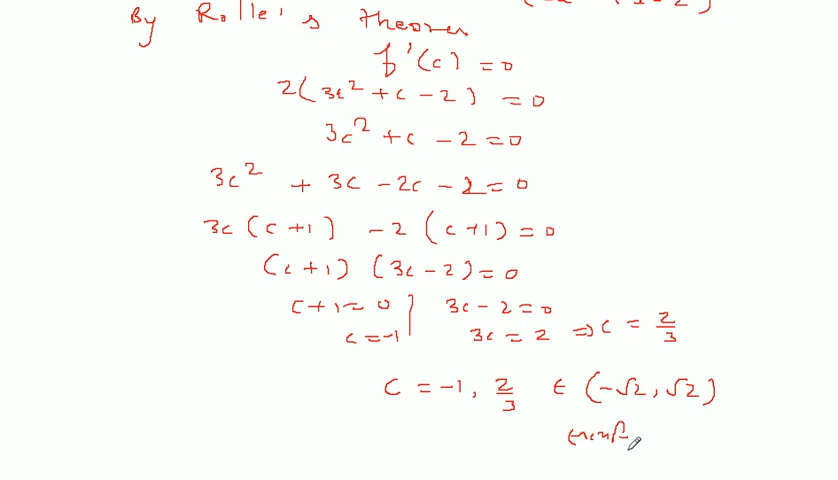 By Rolle's theorem
f'(c) = 0
2(3c² + c - 2) = 0
3c² + c - 2 = 0
3c² + 3c - 2c - 2 = 0
3c (c + 1) - 2 (c + 1) = 0
(c + 1) (3c - 2) = 0
c + 1 = 0 | 3c - 2 = 0
c = -1 | 3c = 2 ⇒ c = 2/3
C = -1, 2/3 ∈ (-√2, √2)